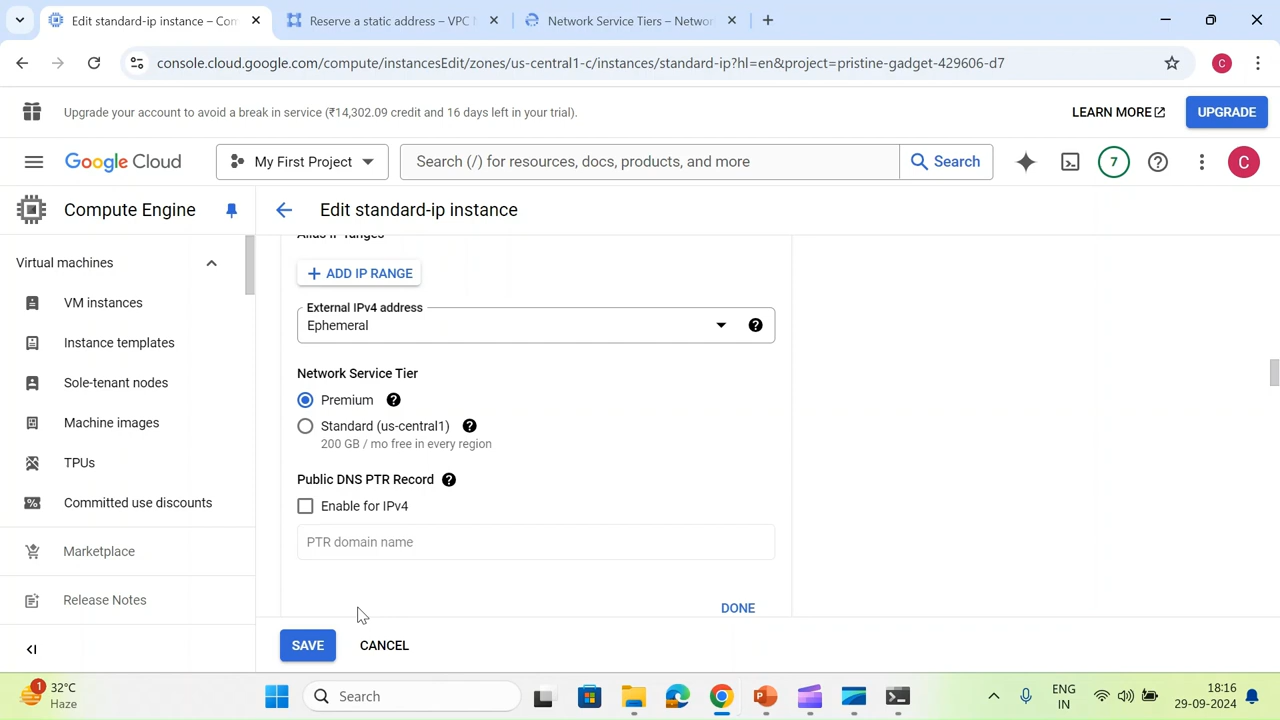 Edit standard-ip instance – Com
Reserve a static address – VPC
Network Service Tiers – Networ
console.cloud.google.com/compute/instancesEdit/zones/us-central1-c/instances/standard-ip?hl=en&project=pristine-gadget-429606-d7
C
Upgrade your account to avoid a break in service (₹14,302.09 credit and 16 days left in your trial).
LEARN MORE
UPGRADE
Google Cloud
My First Project
Search (/) for resources, docs, products, and more
Search
7
C
Compute Engine
Edit standard-ip instance
Virtual machines
VM instances
Instance templates
Sole-tenant nodes
Machine images
TPUs
Committed use discounts
Marketplace
Release Notes
Alias IP ranges
+ ADD IP RANGE
External IPv4 address
Ephemeral
Network Service Tier
Premium
Standard (us-central1)
200 GB / mo free in every region
Public DNS PTR Record
Enable for IPv4
PTR domain name
DONE
SAVE
CANCEL
1
32°C
Haze
Search
ENG
IN
18:16
29-09-2024